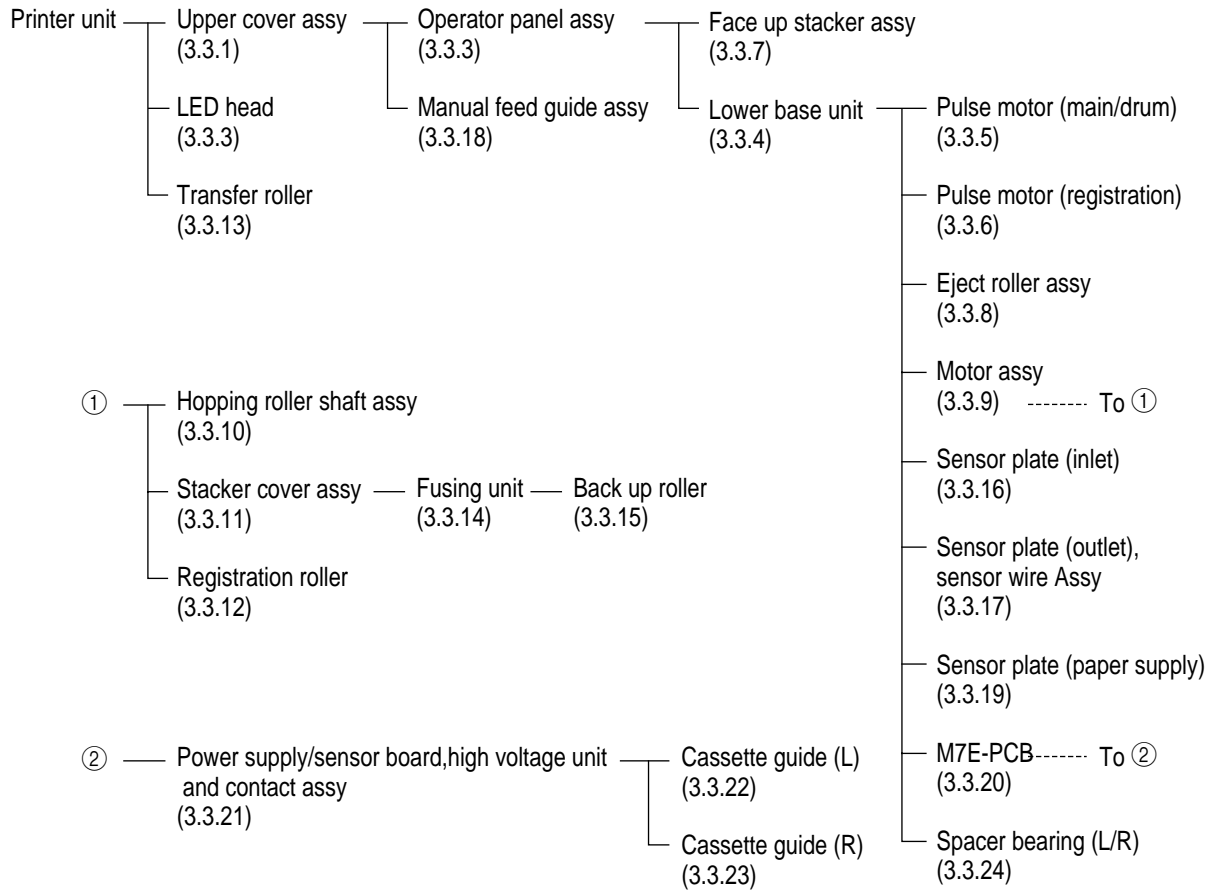 Printer unit
Upper cover assy
(3.3.1)
Operator panel assy
(3.3.3)
Face up stacker assy
(3.3.7)
LED head
(3.3.3)
Manual feed guide assy
(3.3.18)
Lower base unit
(3.3.4)
Pulse motor (main/drum)
(3.3.5)
Transfer roller
(3.3.13)
Pulse motor (registration)
(3.3.6)
Eject roller assy
(3.3.8)
Motor assy
(3.3.9) ------- To ①
① Hopping roller shaft assy
(3.3.10)
Sensor plate (inlet)
(3.3.16)
Stacker cover assy
(3.3.11)
Fusing unit
(3.3.14)
Back up roller
(3.3.15)
Sensor plate (outlet),
sensor wire Assy
(3.3.17)
Registration roller
(3.3.12)
Sensor plate (paper supply)
(3.3.19)
② Power supply/sensor board,high voltage unit
and contact assy
(3.3.21)
Cassette guide (L)
(3.3.22)
M7E-PCB------- To ②
(3.3.20)
Cassette guide (R)
(3.3.23)
Spacer bearing (L/R)
(3.3.24)